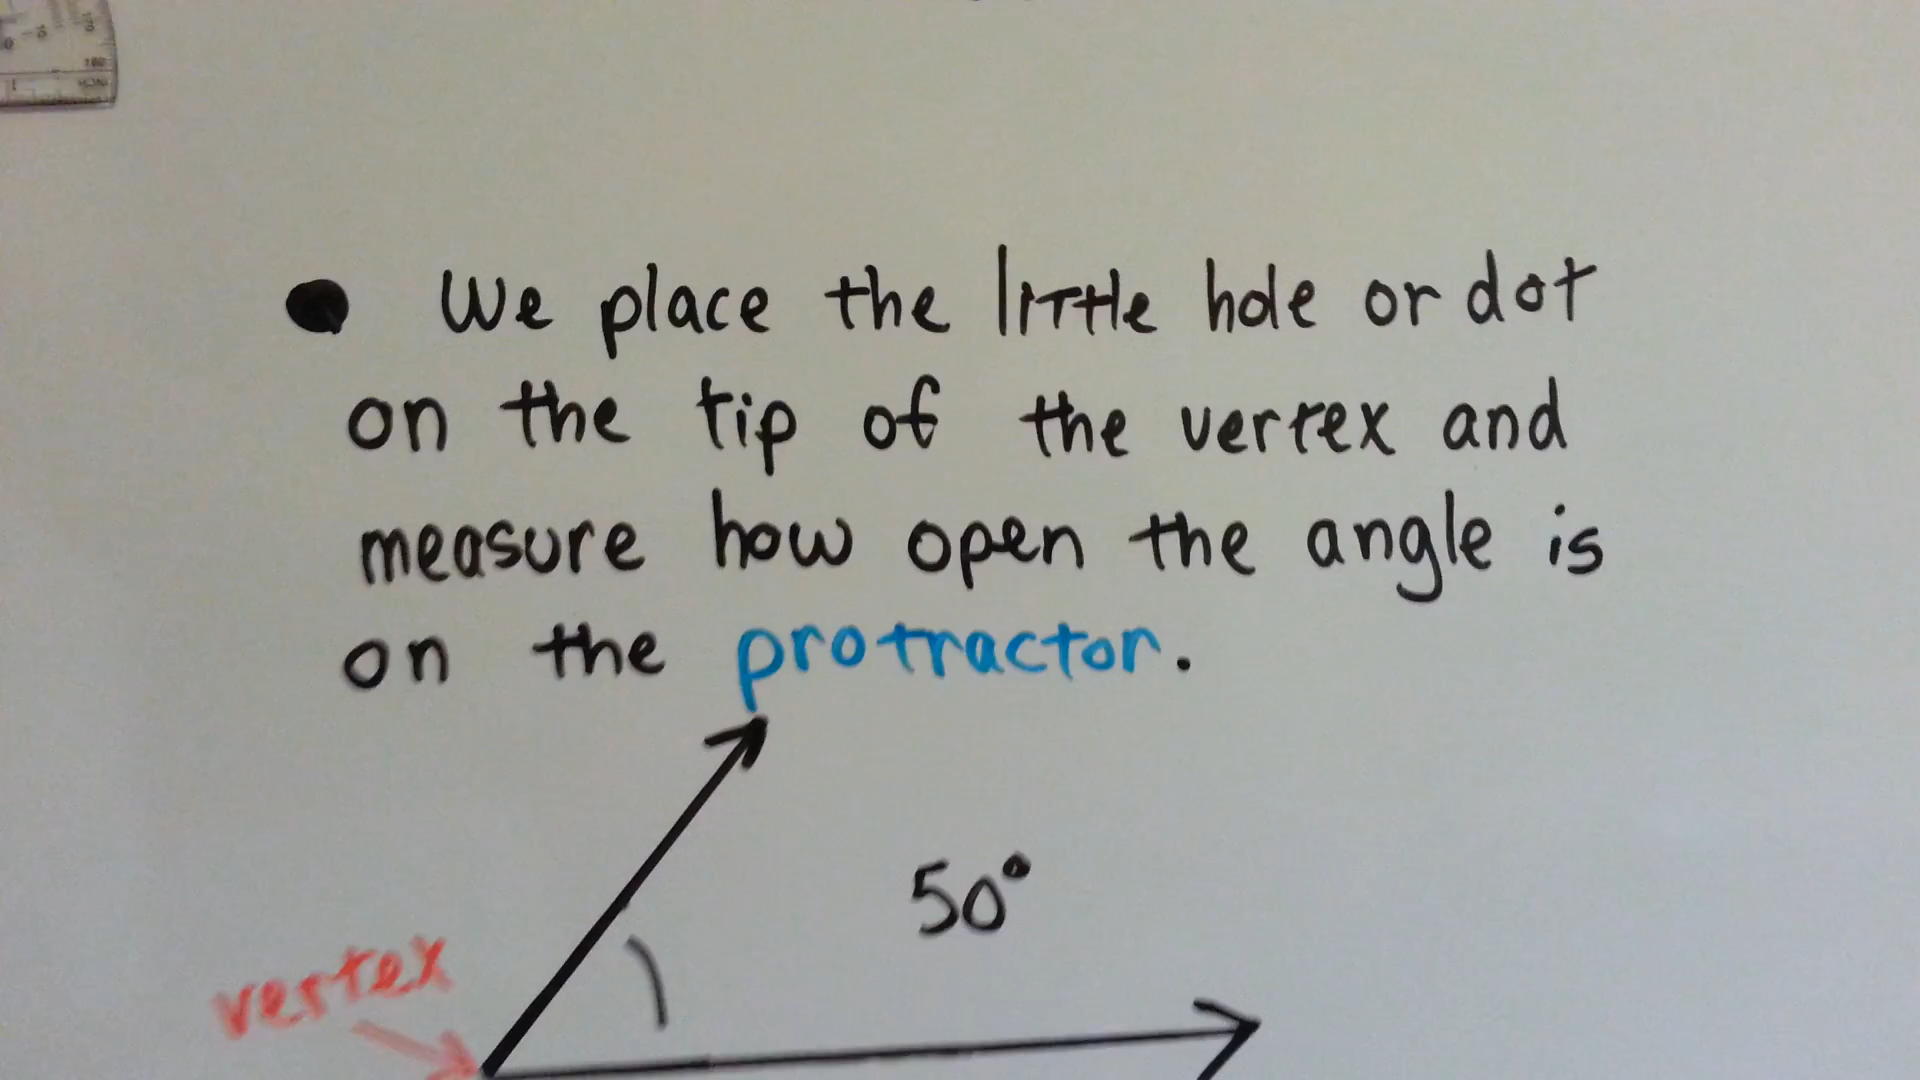 We place the little hole or dot
on the tip of the vertex and
measure how open the angle is
on the protractor.
50°
vertex